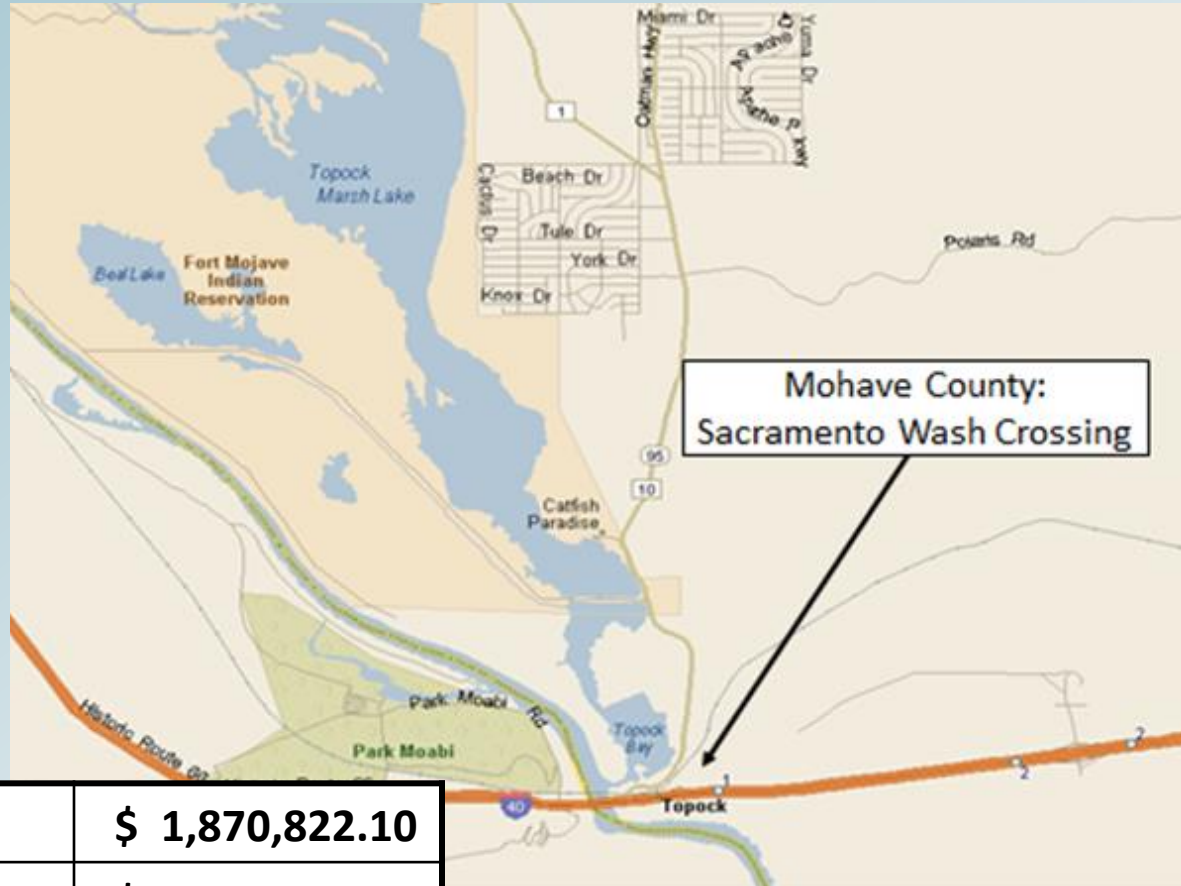 Miami Dr
Apache
Yuma Dr
Oatman Hwy
Apache Pkwy
1
Topock
Marsh Lake
Cactus Dr
Beach Dr
Tule Dr
York Dr
Knox Dr
Polaris Rd
Beal Lake
Fort Mojave
Indian
Reservation
Mohave County:
Sacramento Wash Crossing
95
10
Catfish
Paradise
Park Moabi Rd
Historic Route
Park Moabi
Topock
Bay
40
Topock
1
2
2
$ 1,870,822.10